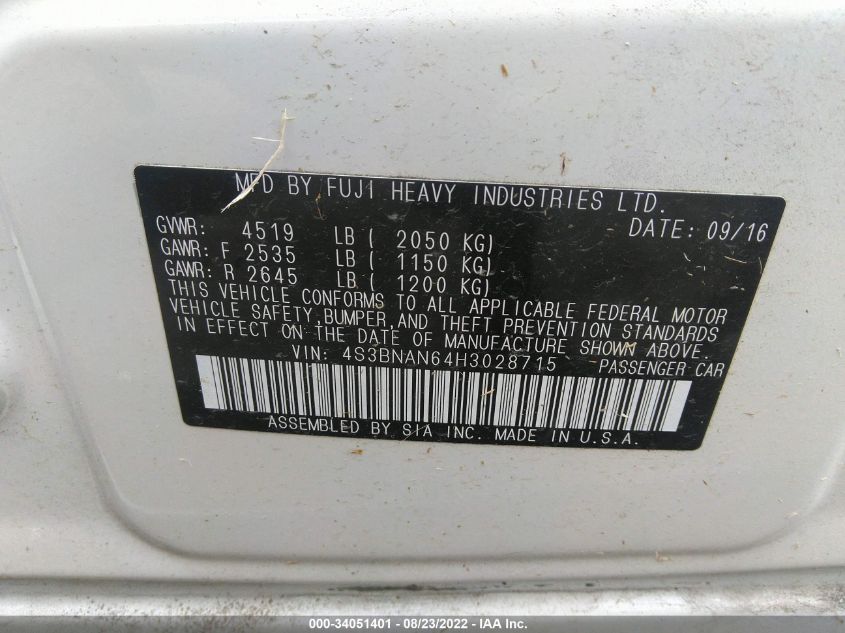 MFD BY FUJI HEAVY INDUSTRIES LTD.
DATE: 09/16
GVWR: 4519 LB ( 2050 KG)
GAWR: F 2535 LB ( 1150 KG)
GAWR: R 2645 LB ( 1200 KG)
THIS VEHICLE CONFORMS TO ALL APPLICABLE FEDERAL MOTOR
VEHICLE SAFETY,BUMPER,AND THEFT PREVENTION STANDARDS
IN EFFECT ON THE DATE OF MANUFACTURE SHOWN ABOVE.
VIN: 4S3BNAN64H3028715 PASSENGER CAR
ASSEMBLED BY SIA INC. MADE IN U.S.A.
000-34051401 - 08/23/2022 - IAA Inc.